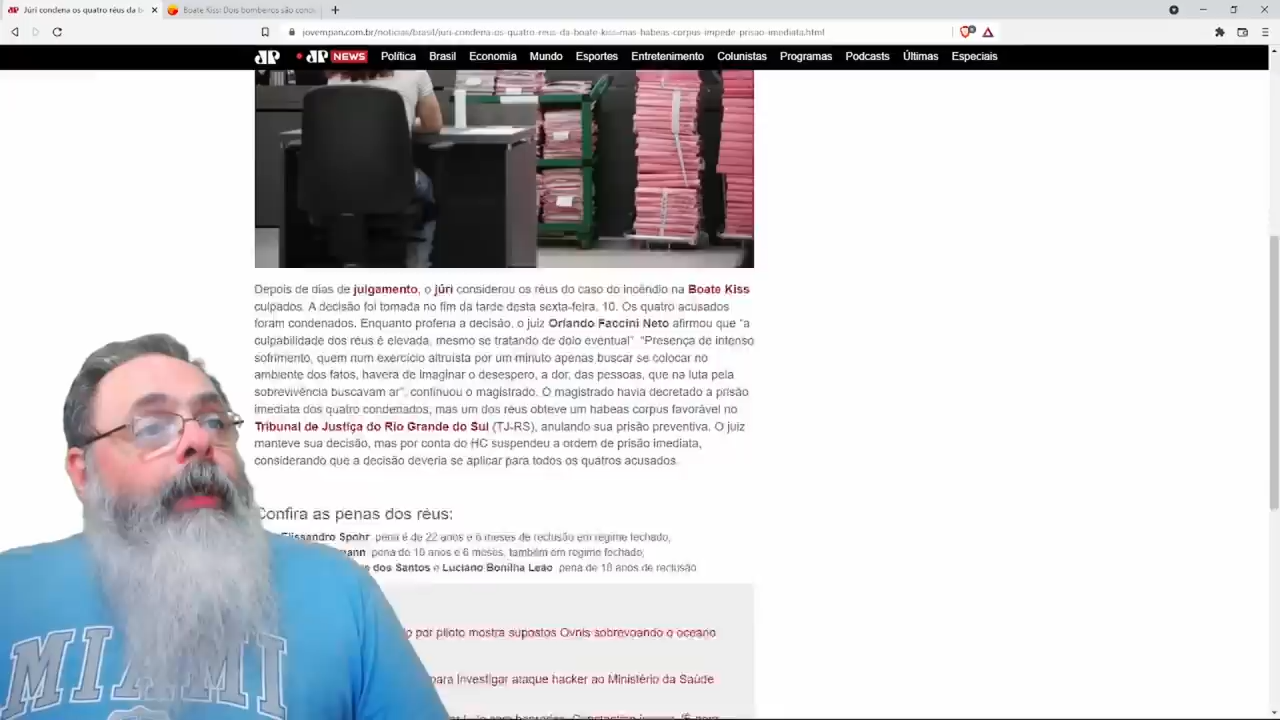 Júri condena os quatro réus da b
Boate Kiss: Dois bombeiros são cond
jovempan.com.br/noticias/brasil/juri-condena-os-quatro-reus-da-boate-kiss-mas-habeas-corpus-impede-prisao-imediata.html
JP JP NEWS Política Brasil Economia Mundo Esportes Entretenimento Colunistas Programas Podcasts Últimas Especiais
Depois de dias de julgamento, o júri considerou os réus do caso do incêndio na Boate Kiss
culpados. A decisão foi tomada no fim da tarde desta sexta-feira, 10. Os quatro acusados
foram condenados. Enquanto proferia a decisão, o juiz Orlando Faccini Neto afirmou que "a
culpabilidade dos réus é elevada, mesmo se tratando de dolo eventual" "Presença de intenso
sofrimento, quem num exercício altruísta por um minuto apenas buscar se colocar no
ambiente dos fatos, haverá de imaginar o desespero, a dor, das pessoas, que na luta pela
sobrevivência buscavam ar", continuou o magistrado. O magistrado havia decretado a prisão
imediata dos quatro condenados, mas um dos réus obteve um habeas corpus favorável no
Tribunal de Justiça do Rio Grande do Sul (TJ-RS), anulando sua prisão preventiva. O juiz
manteve sua decisão, mas por conta do HC suspendeu a ordem de prisão imediata,
considerando que a decisão deveria se aplicar para todos os quatros acusados.
Confira as penas dos réus:
Elissandro Spohr pena é de 22 anos e 6 meses de reclusão em regime fechado,
mann pena de 19 anos e 6 meses, também em regime fechado;
dos Santos e Luciano Bonilha Leão pena de 18 anos de reclusão
o por piloto mostra supostos Ovnis sobrevoando o oceano
para investigar ataque hacker ao Ministério da Saúde
MIAMI